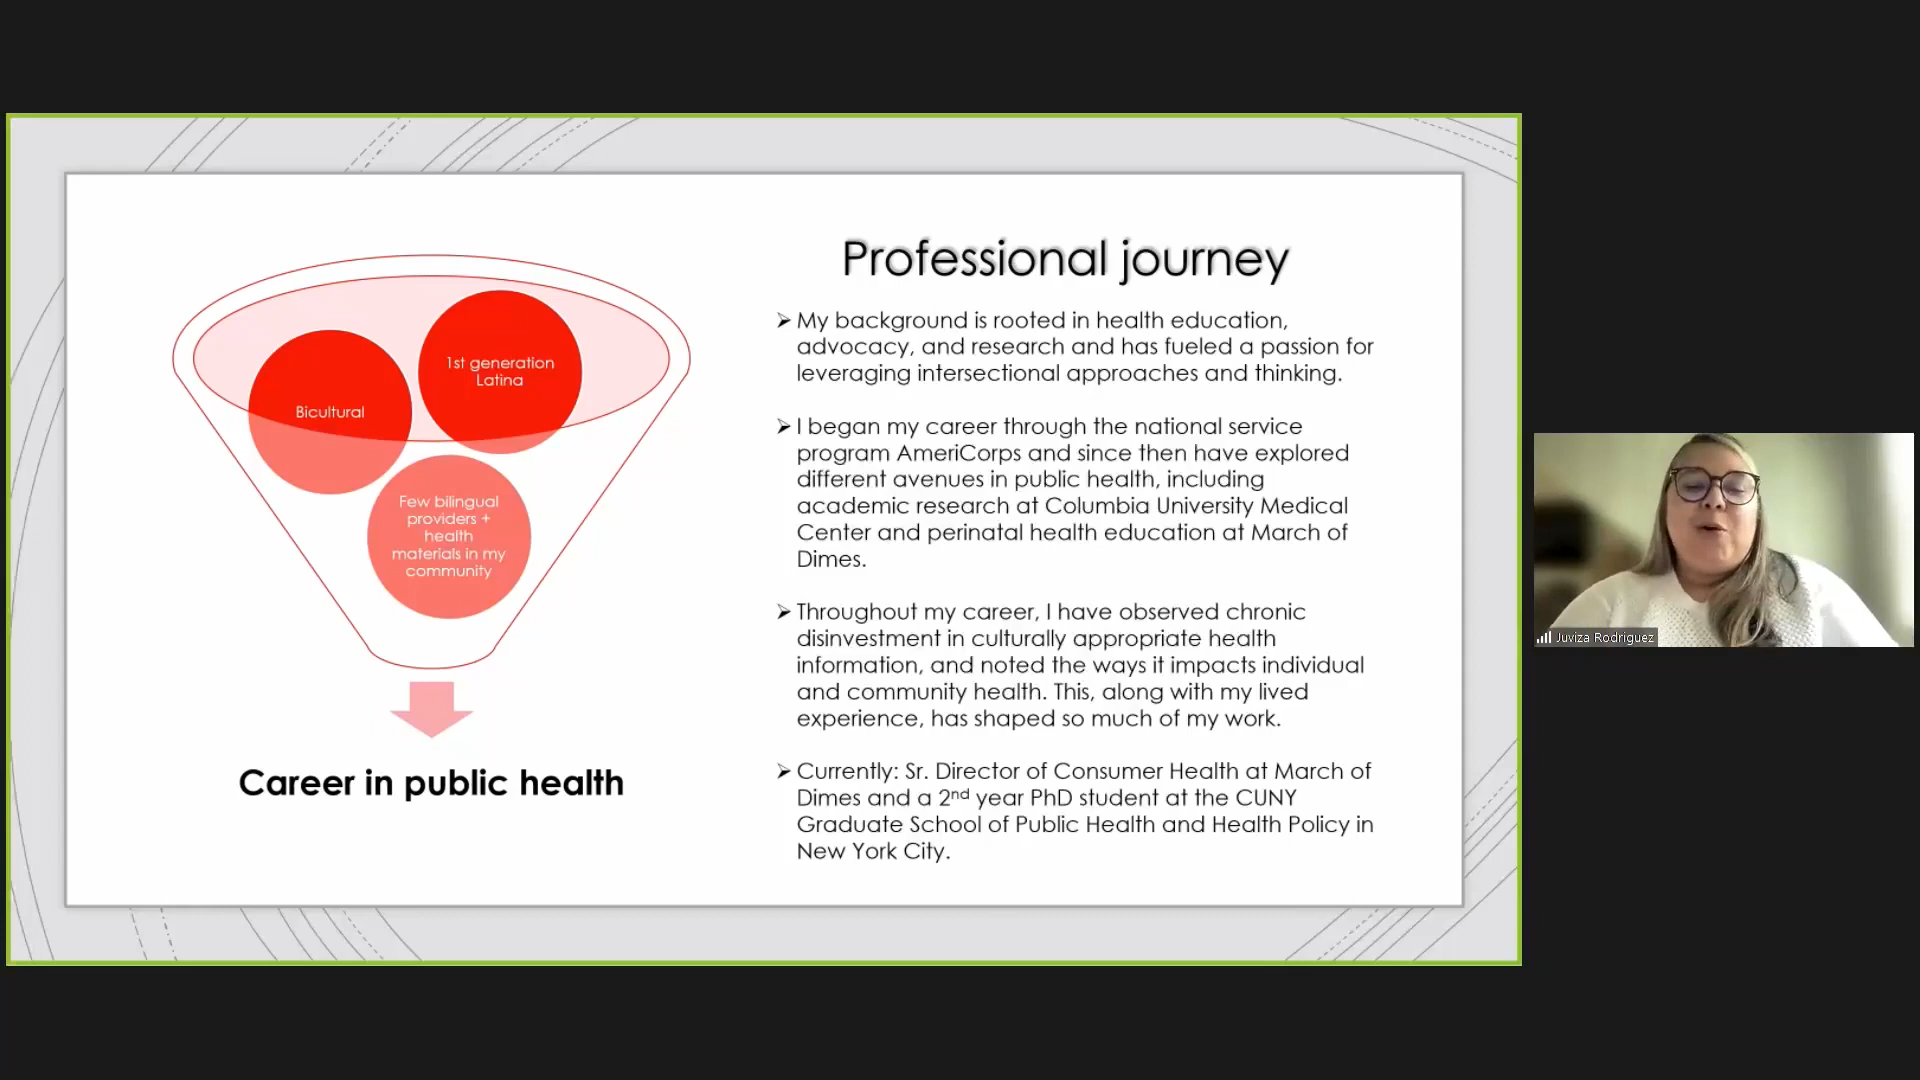 Professional journey
1st generation
Latina
Bicultural
Few bilingual
providers +
health
materials in my
community
Career in public health
➢ My background is rooted in health education,
advocacy, and research and has fueled a passion for
leveraging intersectional approaches and thinking.
➢ I began my career through the national service
program AmeriCorps and since then have explored
different avenues in public health, including
academic research at Columbia University Medical
Center and perinatal health education at March of
Dimes.
➢ Throughout my career, I have observed chronic
disinvestment in culturally appropriate health
information, and noted the ways it impacts individual
and community health. This, along with my lived
experience, has shaped so much of my work.
➢ Currently: Sr. Director of Consumer Health at March of
Dimes and a 2nd year PhD student at the CUNY
Graduate School of Public Health and Health Policy in
New York City.
Juviza Rodriguez